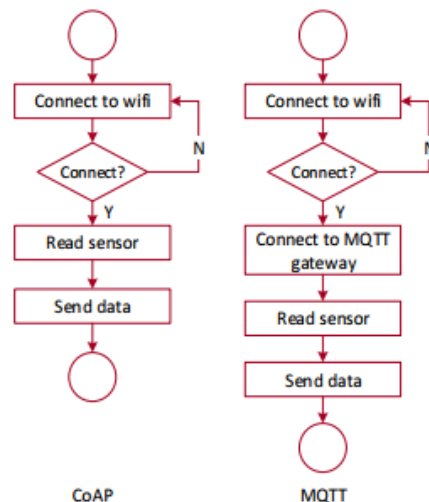 Connect to wifi
N
Connect?
Y
Read sensor
Send data
CoAP
Connect to wifi
N
Connect?
Y
Connect to MQTT
gateway
Read sensor
Send data
MQTT